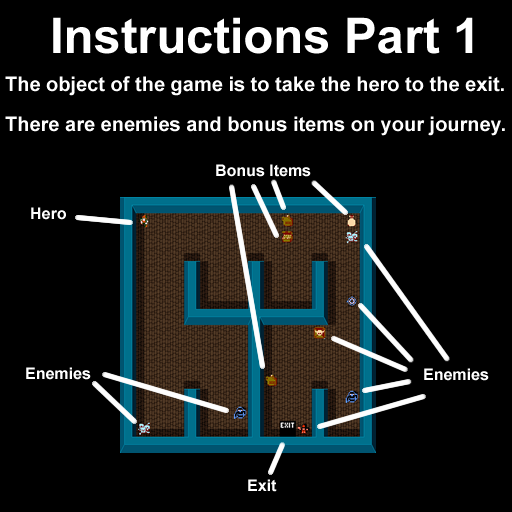 Instructions Part 1
The object of the game is to take the hero to the exit.
There are enemies and bonus items on your journey.
Bonus Items
Hero
Enemies
Enemies
EXIT
Exit